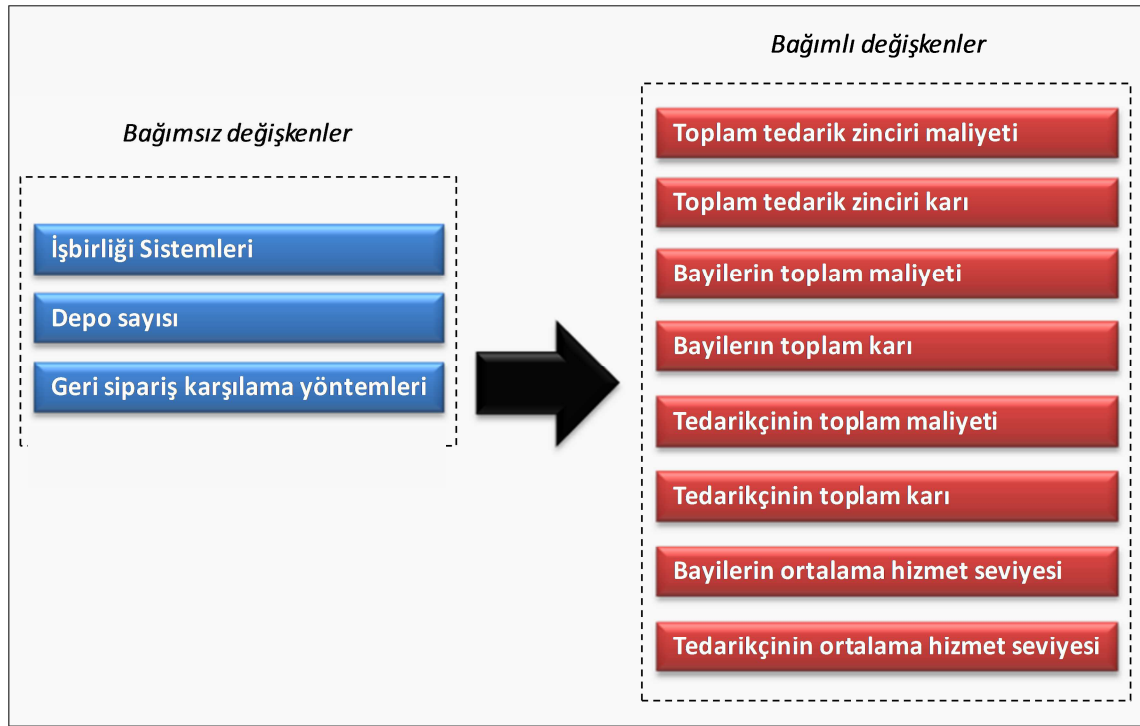 Bağımsız değişkenler
İşbirliği Sistemleri
Depo sayısı
Geri sipariş karşılama yöntemleri
Bağımlı değişkenler
Toplam tedarik zinciri maliyeti
Toplam tedarik zinciri karı
Bayilerin toplam maliyeti
Bayilerın toplam karı
Tedarikçinin toplam maliyeti
Tedarikçinin toplam karı
Bayilerin ortalama hizmet seviyesi
Tedarikçinin ortalama hizmet seviyesi